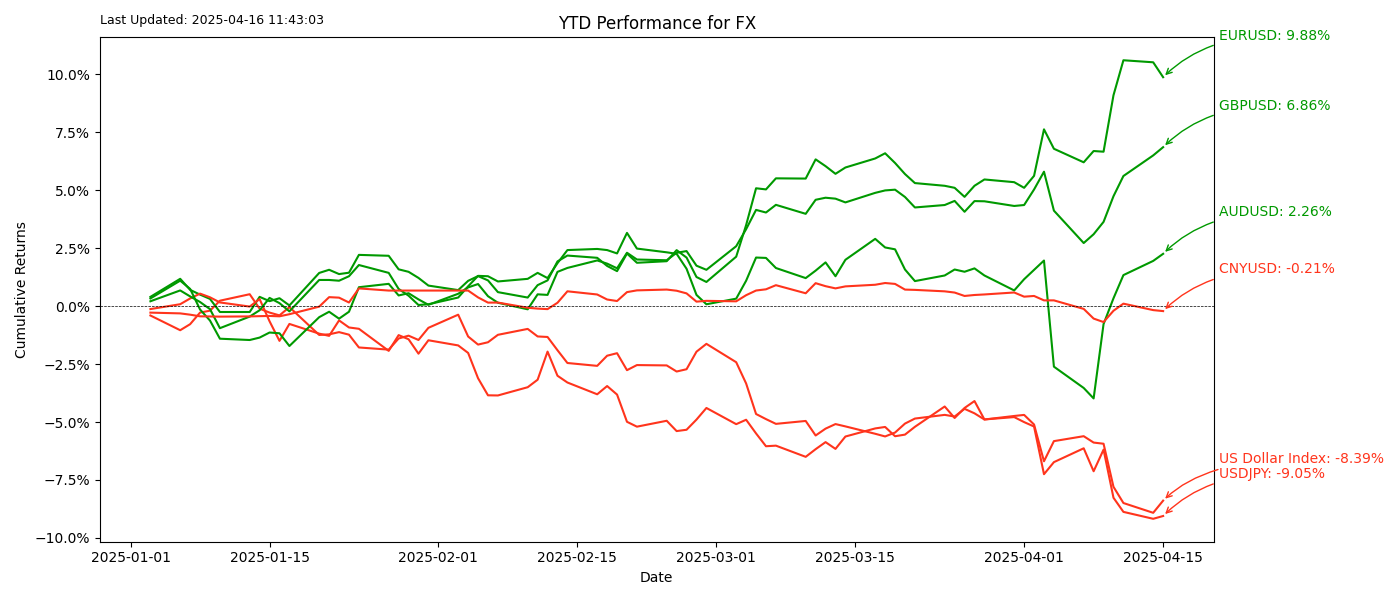 Last Updated: 2025-04-16 11:43:03
YTD Performance for FX
EURUSD: 9.88%
GBPUSD: 6.86%
AUDUSD: 2.26%
CNYUSD: -0.21%
US Dollar Index: -8.39%
USDJPY: -9.05%
Cumulative Returns
10.0%
7.5%
5.0%
2.5%
0.0%
−2.5%
−5.0%
−7.5%
−10.0%
2025-01-01 2025-01-15 2025-02-01 2025-02-15 2025-03-01 2025-03-15 2025-04-01 2025-04-15
Date